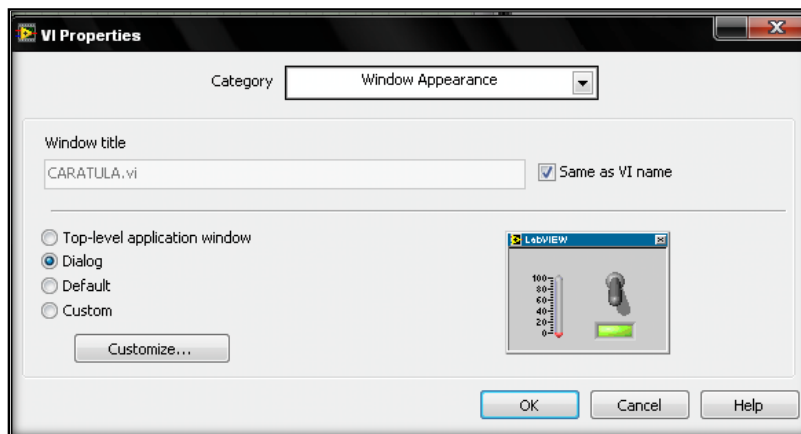 VI Properties
Category Window Appearance
Window title
CARATULA.vi Same as VI name
Top-level application window
Dialog
Default
Custom
Customize...
LabVIEW
100
80
60
40
20
0
OK Cancel Help